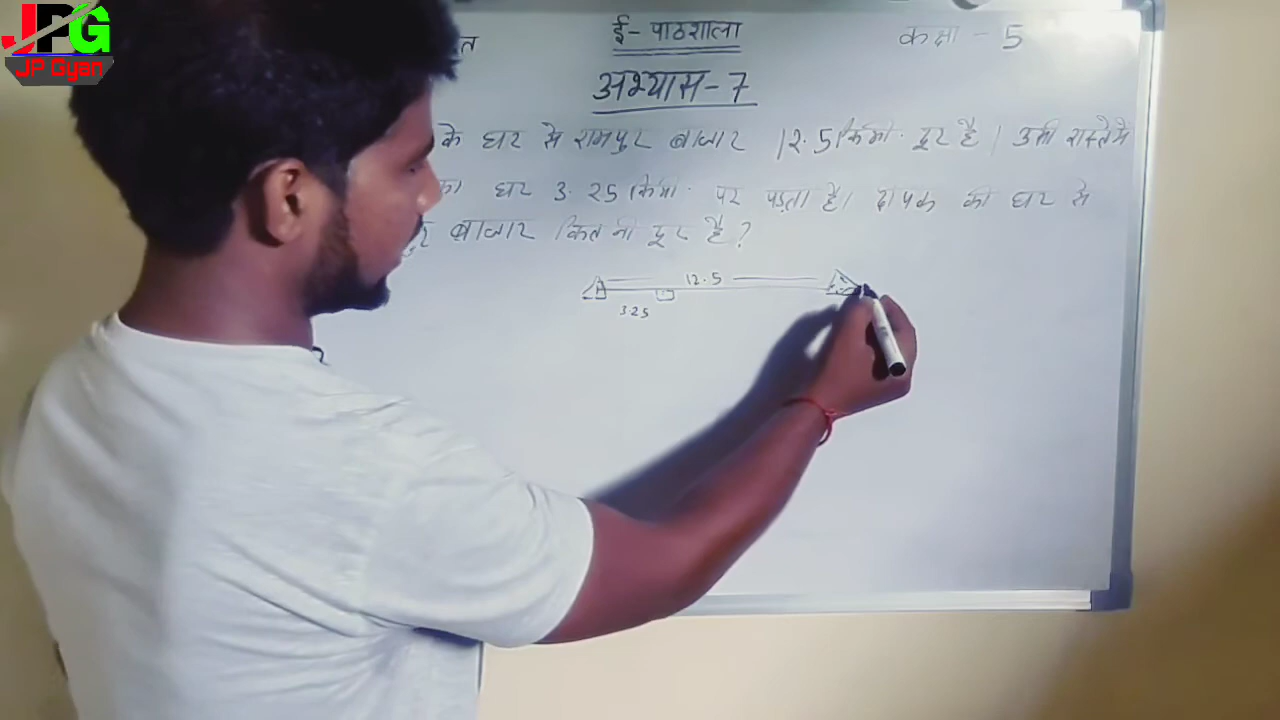 JPG
JP Gyan
त ई- पाठशाला कक्षा - 5
अभ्यास-7
के घर से रामपुर बाजार 12.5 किमी. दूर है। उसी रास्ते मे
का घर 3.25 किमी. पर पड़ता है। दीपक की घर से
बाजार कितनी दूर है?
12.5
3.25